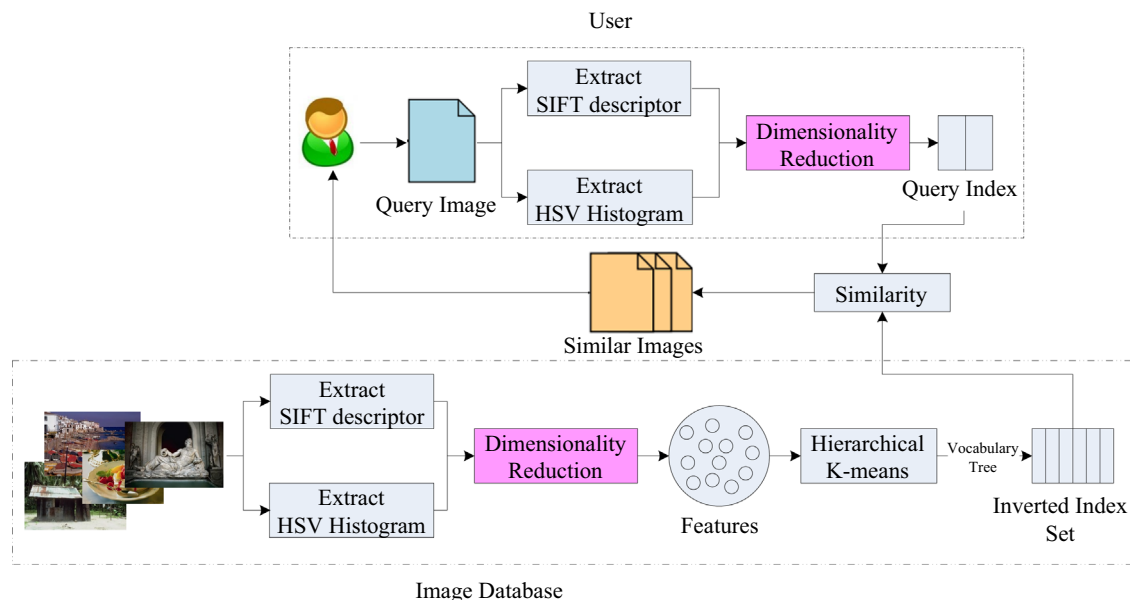 User
Extract
SIFT descriptor
Dimensionality
Reduction
Extract
HSV Histogram
Query Image
Query Index
Similarity
Similar Images
Extract
SIFT descriptor
Dimensionality
Reduction
Hierarchical
K-means
Vocabulary
Tree
Extract
HSV Histogram
Features
Inverted Index
Set
Image Database